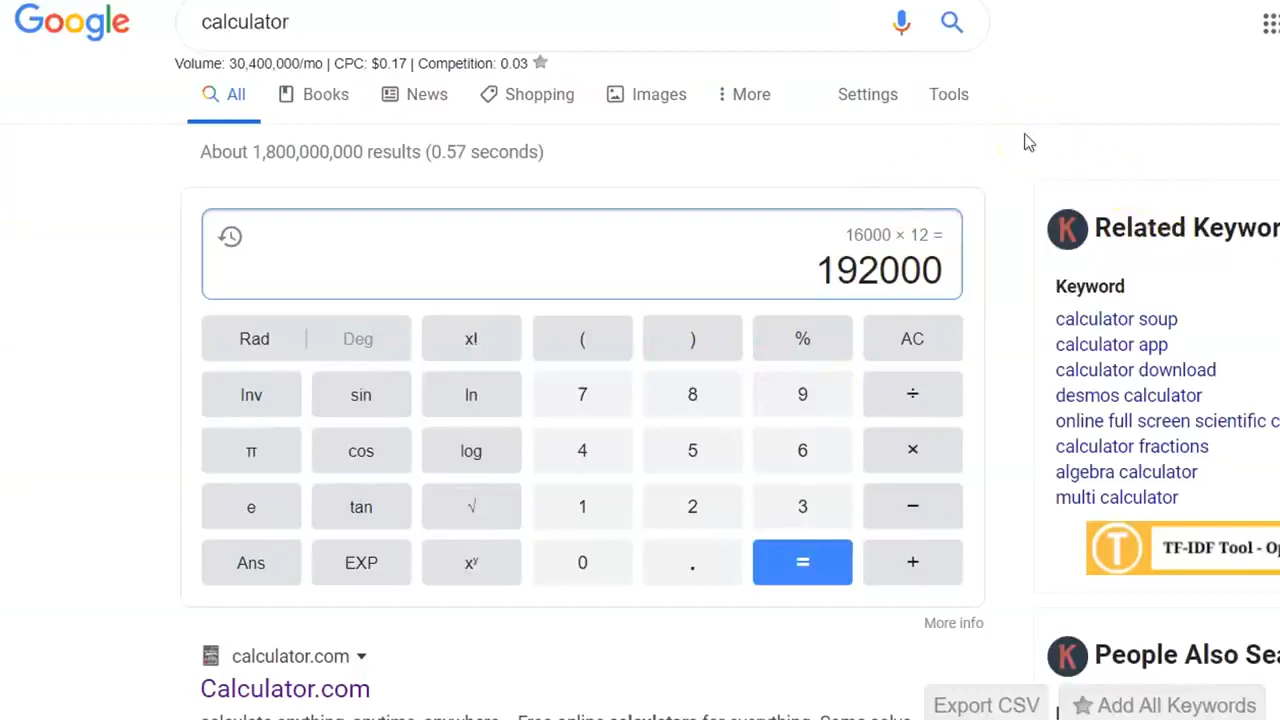 Google
calculator
Volume: 30,400,000/mo | CPC: $0.17 | Competition: 0.03
All Books News Shopping Images More Settings Tools
About 1,800,000,000 results (0.57 seconds)
16000 × 12 =
192000
Rad Deg x! ( ) % AC
Inv sin ln 7 8 9 ÷
π cos log 4 5 6 ×
e tan √ 1 2 3 −
Ans EXP xʸ 0 . = +
More info
calculator.com
Calculator.com
K Related Keywor
Keyword
calculator soup
calculator app
calculator download
desmos calculator
online full screen scientific c
calculator fractions
algebra calculator
multi calculator
T TF-IDF Tool - Op
K People Also Sea
Export CSV Add All Keywords